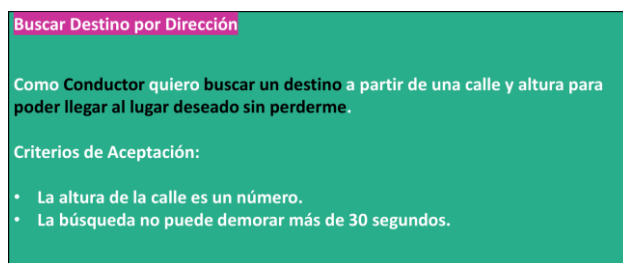 Buscar Destino por Dirección
Como Conductor quiero buscar un destino a partir de una calle y altura para
poder llegar al lugar deseado sin perderme.
Criterios de Aceptación:
• La altura de la calle es un número.
• La búsqueda no puede demorar más de 30 segundos.